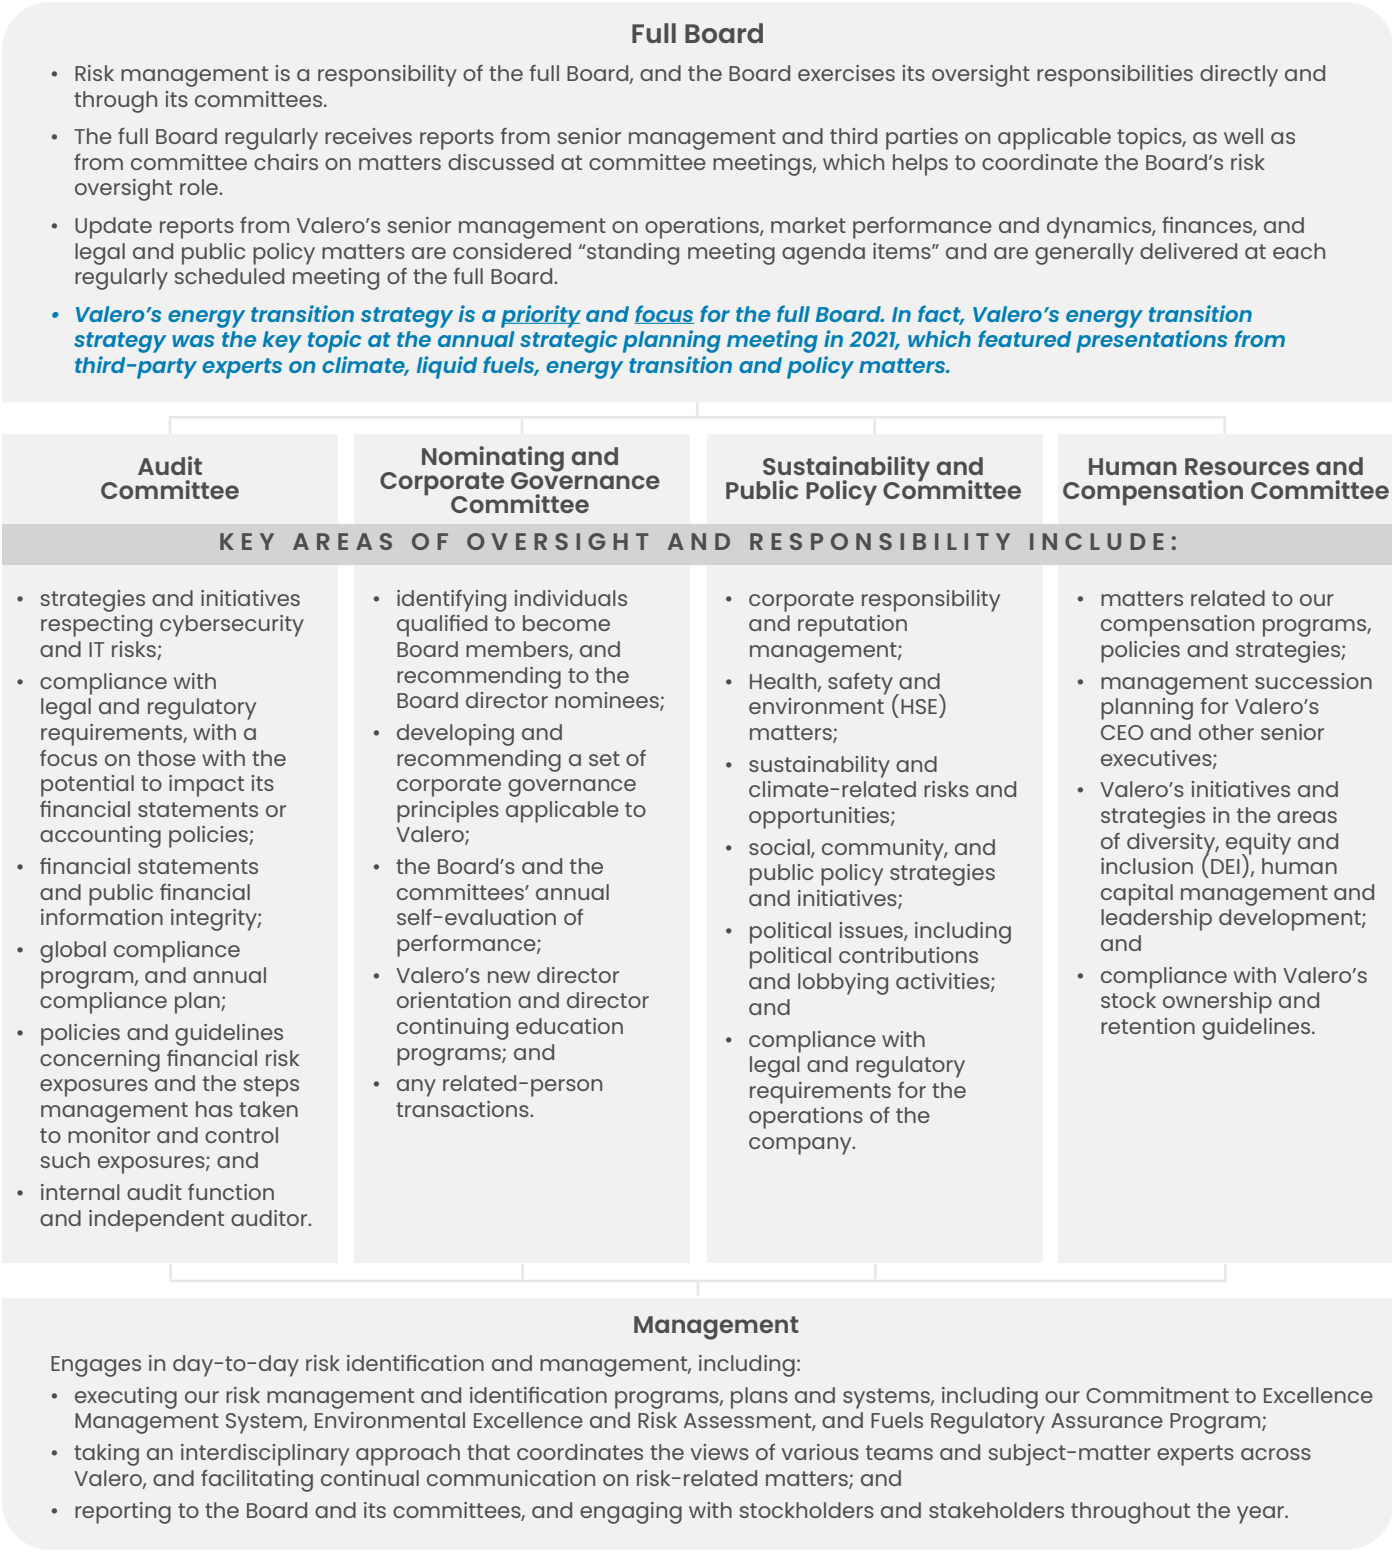 Full Board
• Risk management is a responsibility of the full Board, and the Board exercises its oversight responsibilities directly and
through its committees.
• The full Board regularly receives reports from senior management and third parties on applicable topics, as well as
from committee chairs on matters discussed at committee meetings, which helps to coordinate the Board’s risk
oversight role.
• Update reports from Valero’s senior management on operations, market performance and dynamics, finances, and
legal and public policy matters are considered “standing meeting agenda items” and are generally delivered at each
regularly scheduled meeting of the full Board.
• Valero’s energy transition strategy is a priority and focus for the full Board. In fact, Valero’s energy transition
strategy was the key topic at the annual strategic planning meeting in 2021, which featured presentations from
third-party experts on climate, liquid fuels, energy transition and policy matters.
Audit
Committee
Nominating and
Corporate Governance
Committee
Sustainability and
Public Policy Committee
Human Resources and
Compensation Committee
KEY AREAS OF OVERSIGHT AND RESPONSIBILITY INCLUDE:
• strategies and initiatives
respecting cybersecurity
and IT risks;
• compliance with
legal and regulatory
requirements, with a
focus on those with the
potential to impact its
financial statements or
accounting policies;
• financial statements
and public financial
information integrity;
• global compliance
program, and annual
compliance plan;
• policies and guidelines
concerning financial risk
exposures and the steps
management has taken
to monitor and control
such exposures; and
• internal audit function
and independent auditor.
• identifying individuals
qualified to become
Board members, and
recommending to the
Board director nominees;
• developing and
recommending a set of
corporate governance
principles applicable to
Valero;
• the Board’s and the
committees’ annual
self-evaluation of
performance;
• Valero’s new director
orientation and director
continuing education
programs; and
• any related-person
transactions.
• corporate responsibility
and reputation
management;
• Health, safety and
environment (HSE)
matters;
• sustainability and
climate-related risks and
opportunities;
• social, community, and
public policy strategies
and initiatives;
• political issues, including
political contributions
and lobbying activities;
and
• compliance with
legal and regulatory
requirements for the
operations of the
company.
• matters related to our
compensation programs,
policies and strategies;
• management succession
planning for Valero’s
CEO and other senior
executives;
• Valero’s initiatives and
strategies in the areas
of diversity, equity and
inclusion (DEI), human
capital management and
leadership development;
and
• compliance with Valero’s
stock ownership and
retention guidelines.
Management
Engages in day-to-day risk identification and management, including:
• executing our risk management and identification programs, plans and systems, including our Commitment to Excellence
Management System, Environmental Excellence and Risk Assessment, and Fuels Regulatory Assurance Program;
• taking an interdisciplinary approach that coordinates the views of various teams and subject-matter experts across
Valero, and facilitating continual communication on risk-related matters; and
• reporting to the Board and its committees, and engaging with stockholders and stakeholders throughout the year.